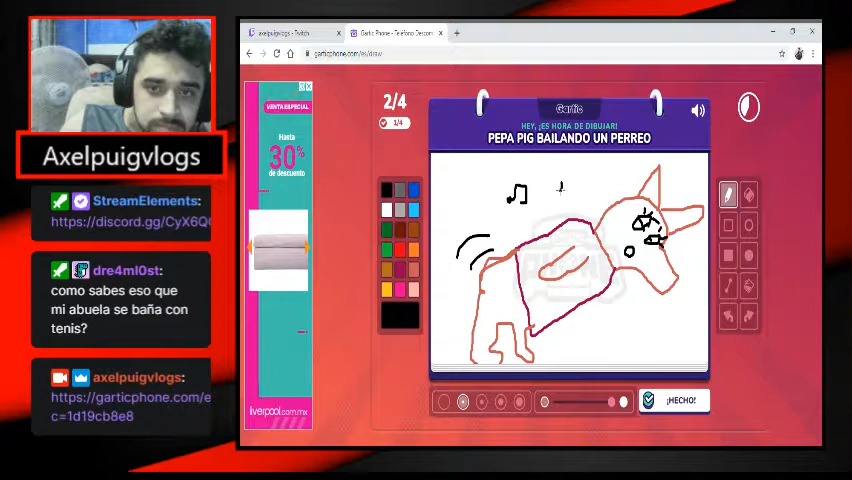 Axelpuigvlogs
StreamElements:
https://discord.gg/CyX6Q
dre4ml0st:
como sabes eso que
mi abuela se baña con
tenis?
axelpuigvlogs:
https://garticphone.com/e
c=1d19cb8e8
axelpuigvlogs - Twitch
Gartic Phone - Teléfono Descom
garticphone.com/es/draw
VENTA ESPECIAL
Hasta
30%
de descuento
liverpool.com.mx
2/4
1/4
Gartic
HEY, ¡ES HORA DE DIBUJAR!
PEPA PIG BAILANDO UN PERREO
¡HECHO!